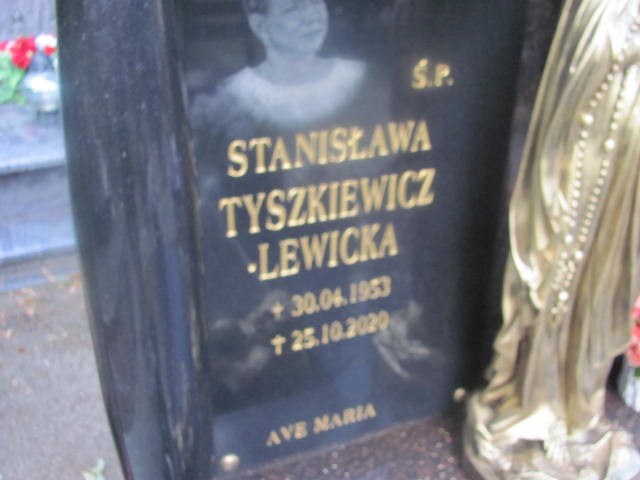 Ś.P.
STANISŁAWA
TYSZKIEWICZ
-LEWICKA
† 30.04.1953
† 25.10.2020
AVE MARIA